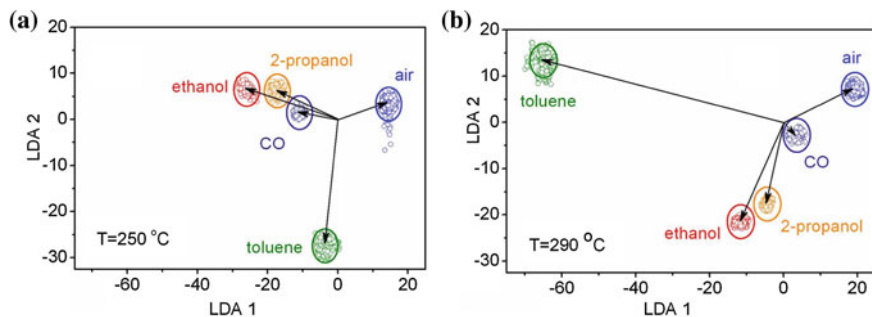 (a)
20
10
0
-10
-20
-30
LDA 2
ethanol
2-propanol
air
CO
toluene
T=250 °C
-60
-40
-20
0
20
LDA 1
(b)
20
10
0
-10
-20
-30
LDA 2
toluene
air
CO
ethanol
2-propanol
T=290 °C
-60
-40
-20
0
20
LDA 1